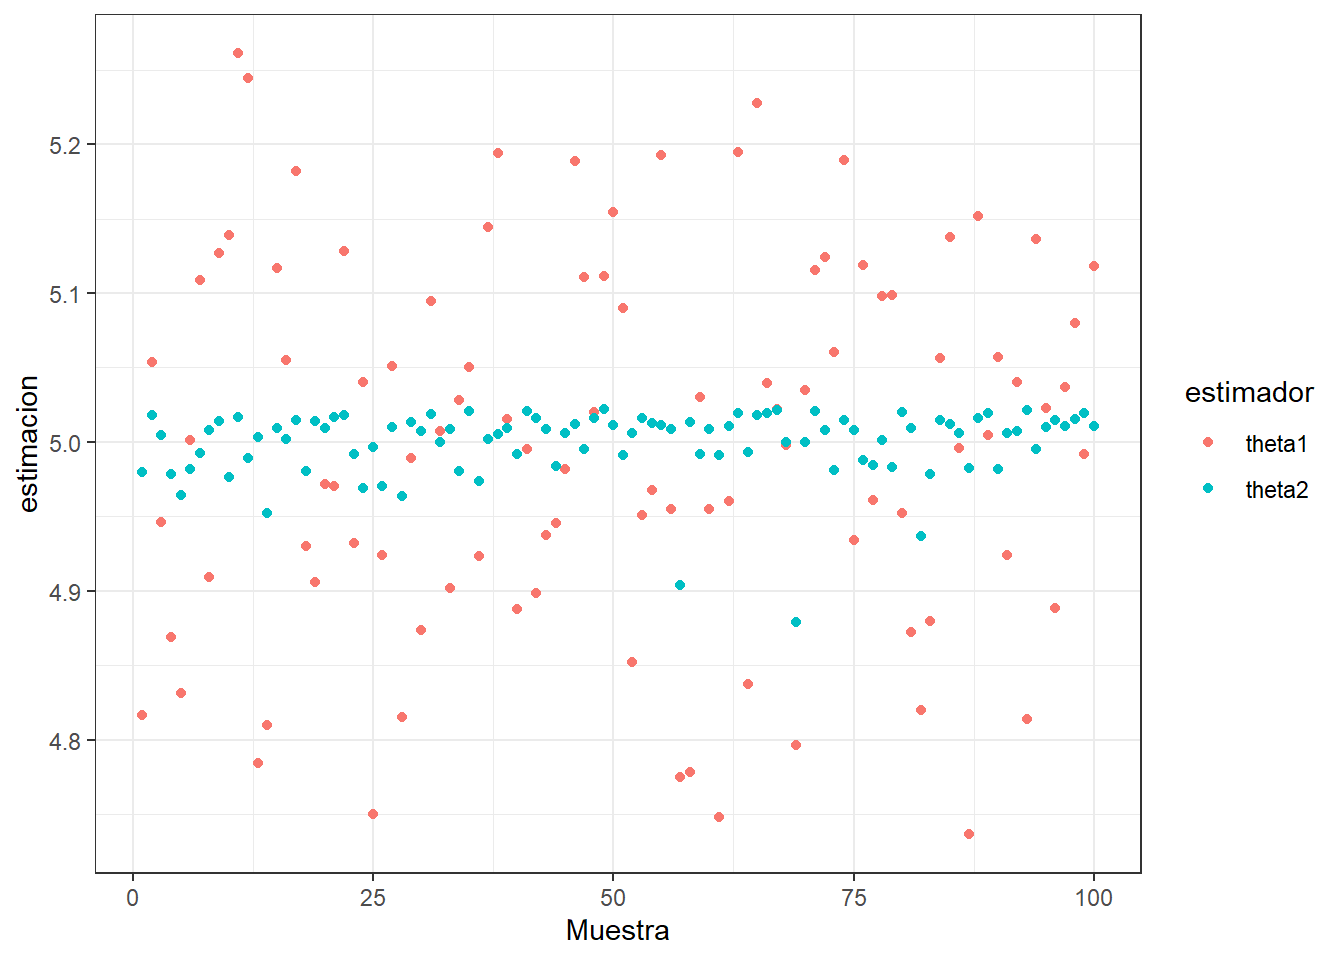 5.2
5.1
5.0
4.9
4.8
estimacion
0 25 50 75 100
Muestra
estimador
theta1
theta2